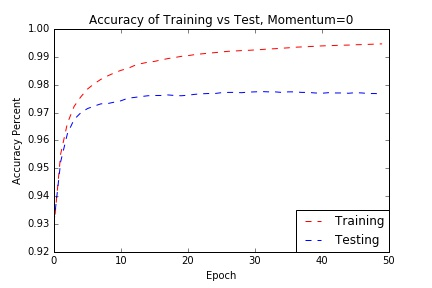 Accuracy of Training vs Test, Momentum=0
1.00
0.99
0.98
0.97
0.96
0.95
0.94
0.93
0.92
Accuracy Percent
Training
Testing
0 10 20 30 40 50
Epoch